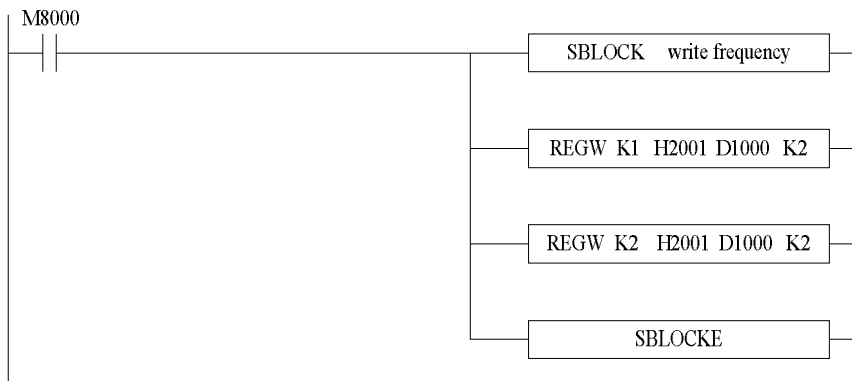 M8000
SBLOCK write frequency
REGW K1 H2001 D1000 K2
REGW K2 H2001 D1000 K2
SBLOCKE